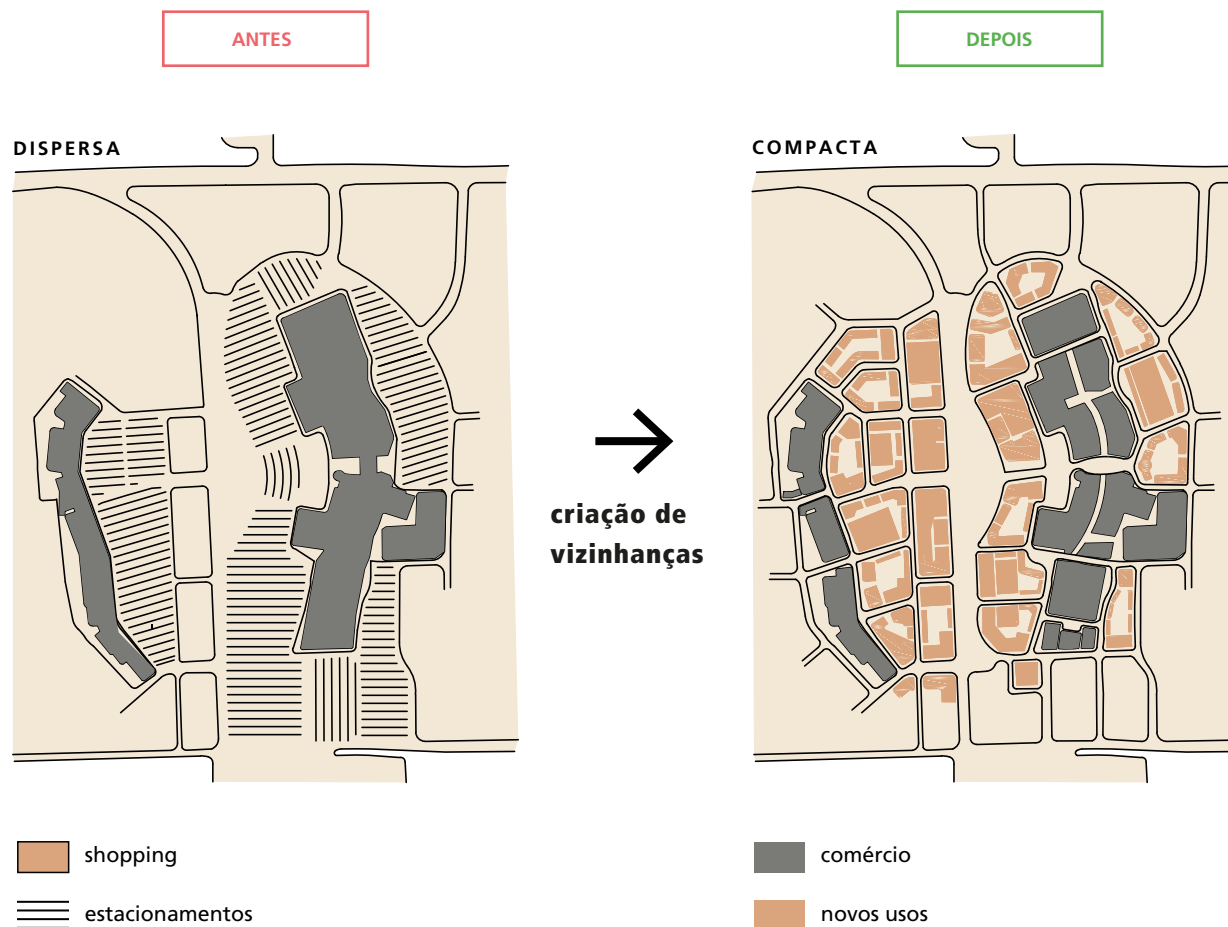 ANTES
DEPOIS
DISPERSA
COMPACTA
criação de
vizinhanças
shopping
estacionamentos
comércio
novos usos